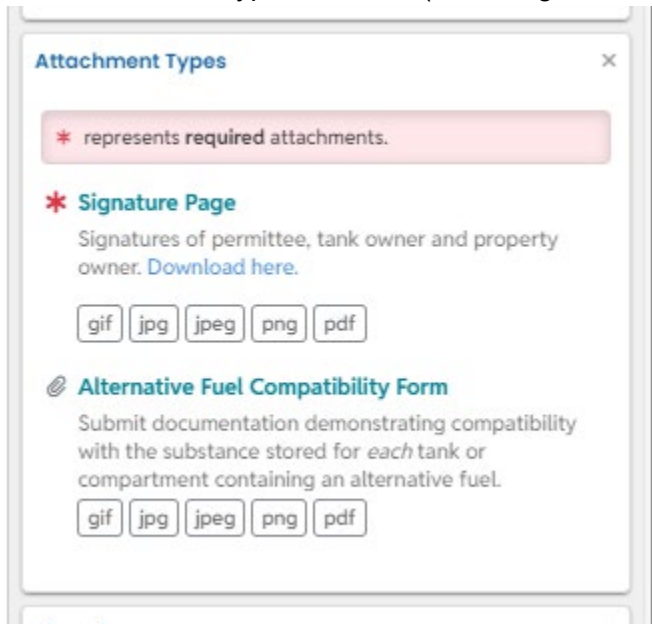 Attachment Types ×
* represents required attachments.
* Signature Page
Signatures of permittee, tank owner and property
owner. Download here.
gif jpg jpeg png pdf
Alternative Fuel Compatibility Form
Submit documentation demonstrating compatibility
with the substance stored for each tank or
compartment containing an alternative fuel.
gif jpg jpeg png pdf